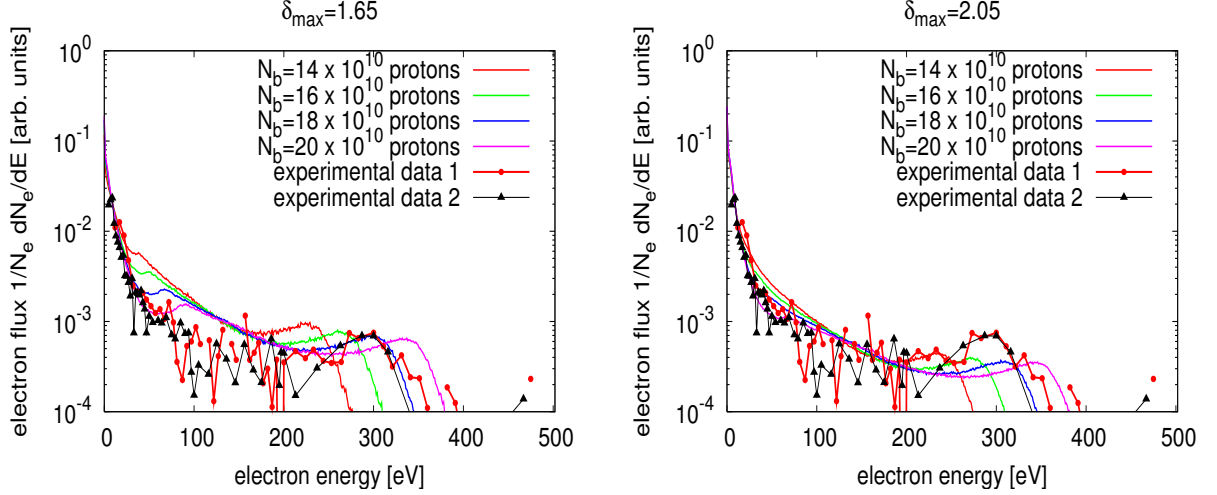 δmax=1.65
electron flux 1/Ne dNe/dE [arb. units]
10^0
10^-1
10^-2
10^-3
10^-4
Nb=14 x 10^10 protons
Nb=16 x 10^10 protons
Nb=18 x 10^10 protons
Nb=20 x 10^10 protons
experimental data 1
experimental data 2
0 100 200 300 400 500
electron energy [eV]
δmax=2.05
electron flux 1/Ne dNe/dE [arb. units]
10^0
10^-1
10^-2
10^-3
10^-4
Nb=14 x 10^10 protons
Nb=16 x 10^10 protons
Nb=18 x 10^10 protons
Nb=20 x 10^10 protons
experimental data 1
experimental data 2
0 100 200 300 400 500
electron energy [eV]